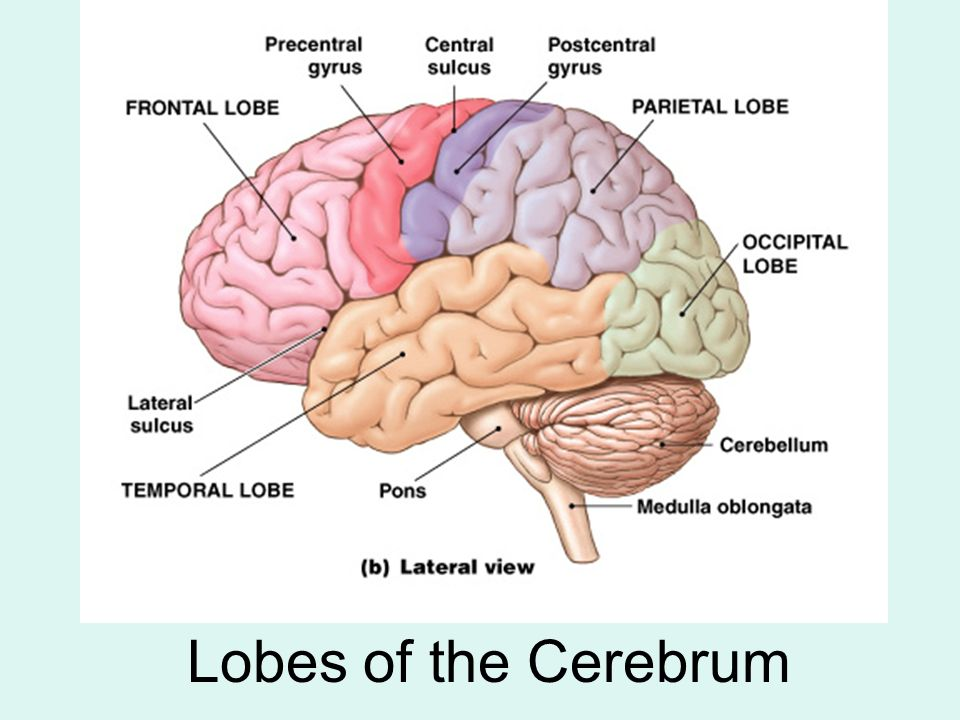 Precentral
gyrus
Central
sulcus
Postcentral
gyrus
FRONTAL LOBE
PARIETAL LOBE
OCCIPITAL
LOBE
Lateral
sulcus
Cerebellum
TEMPORAL LOBE
Pons
Medulla oblongata
(b) Lateral view
Lobes of the Cerebrum